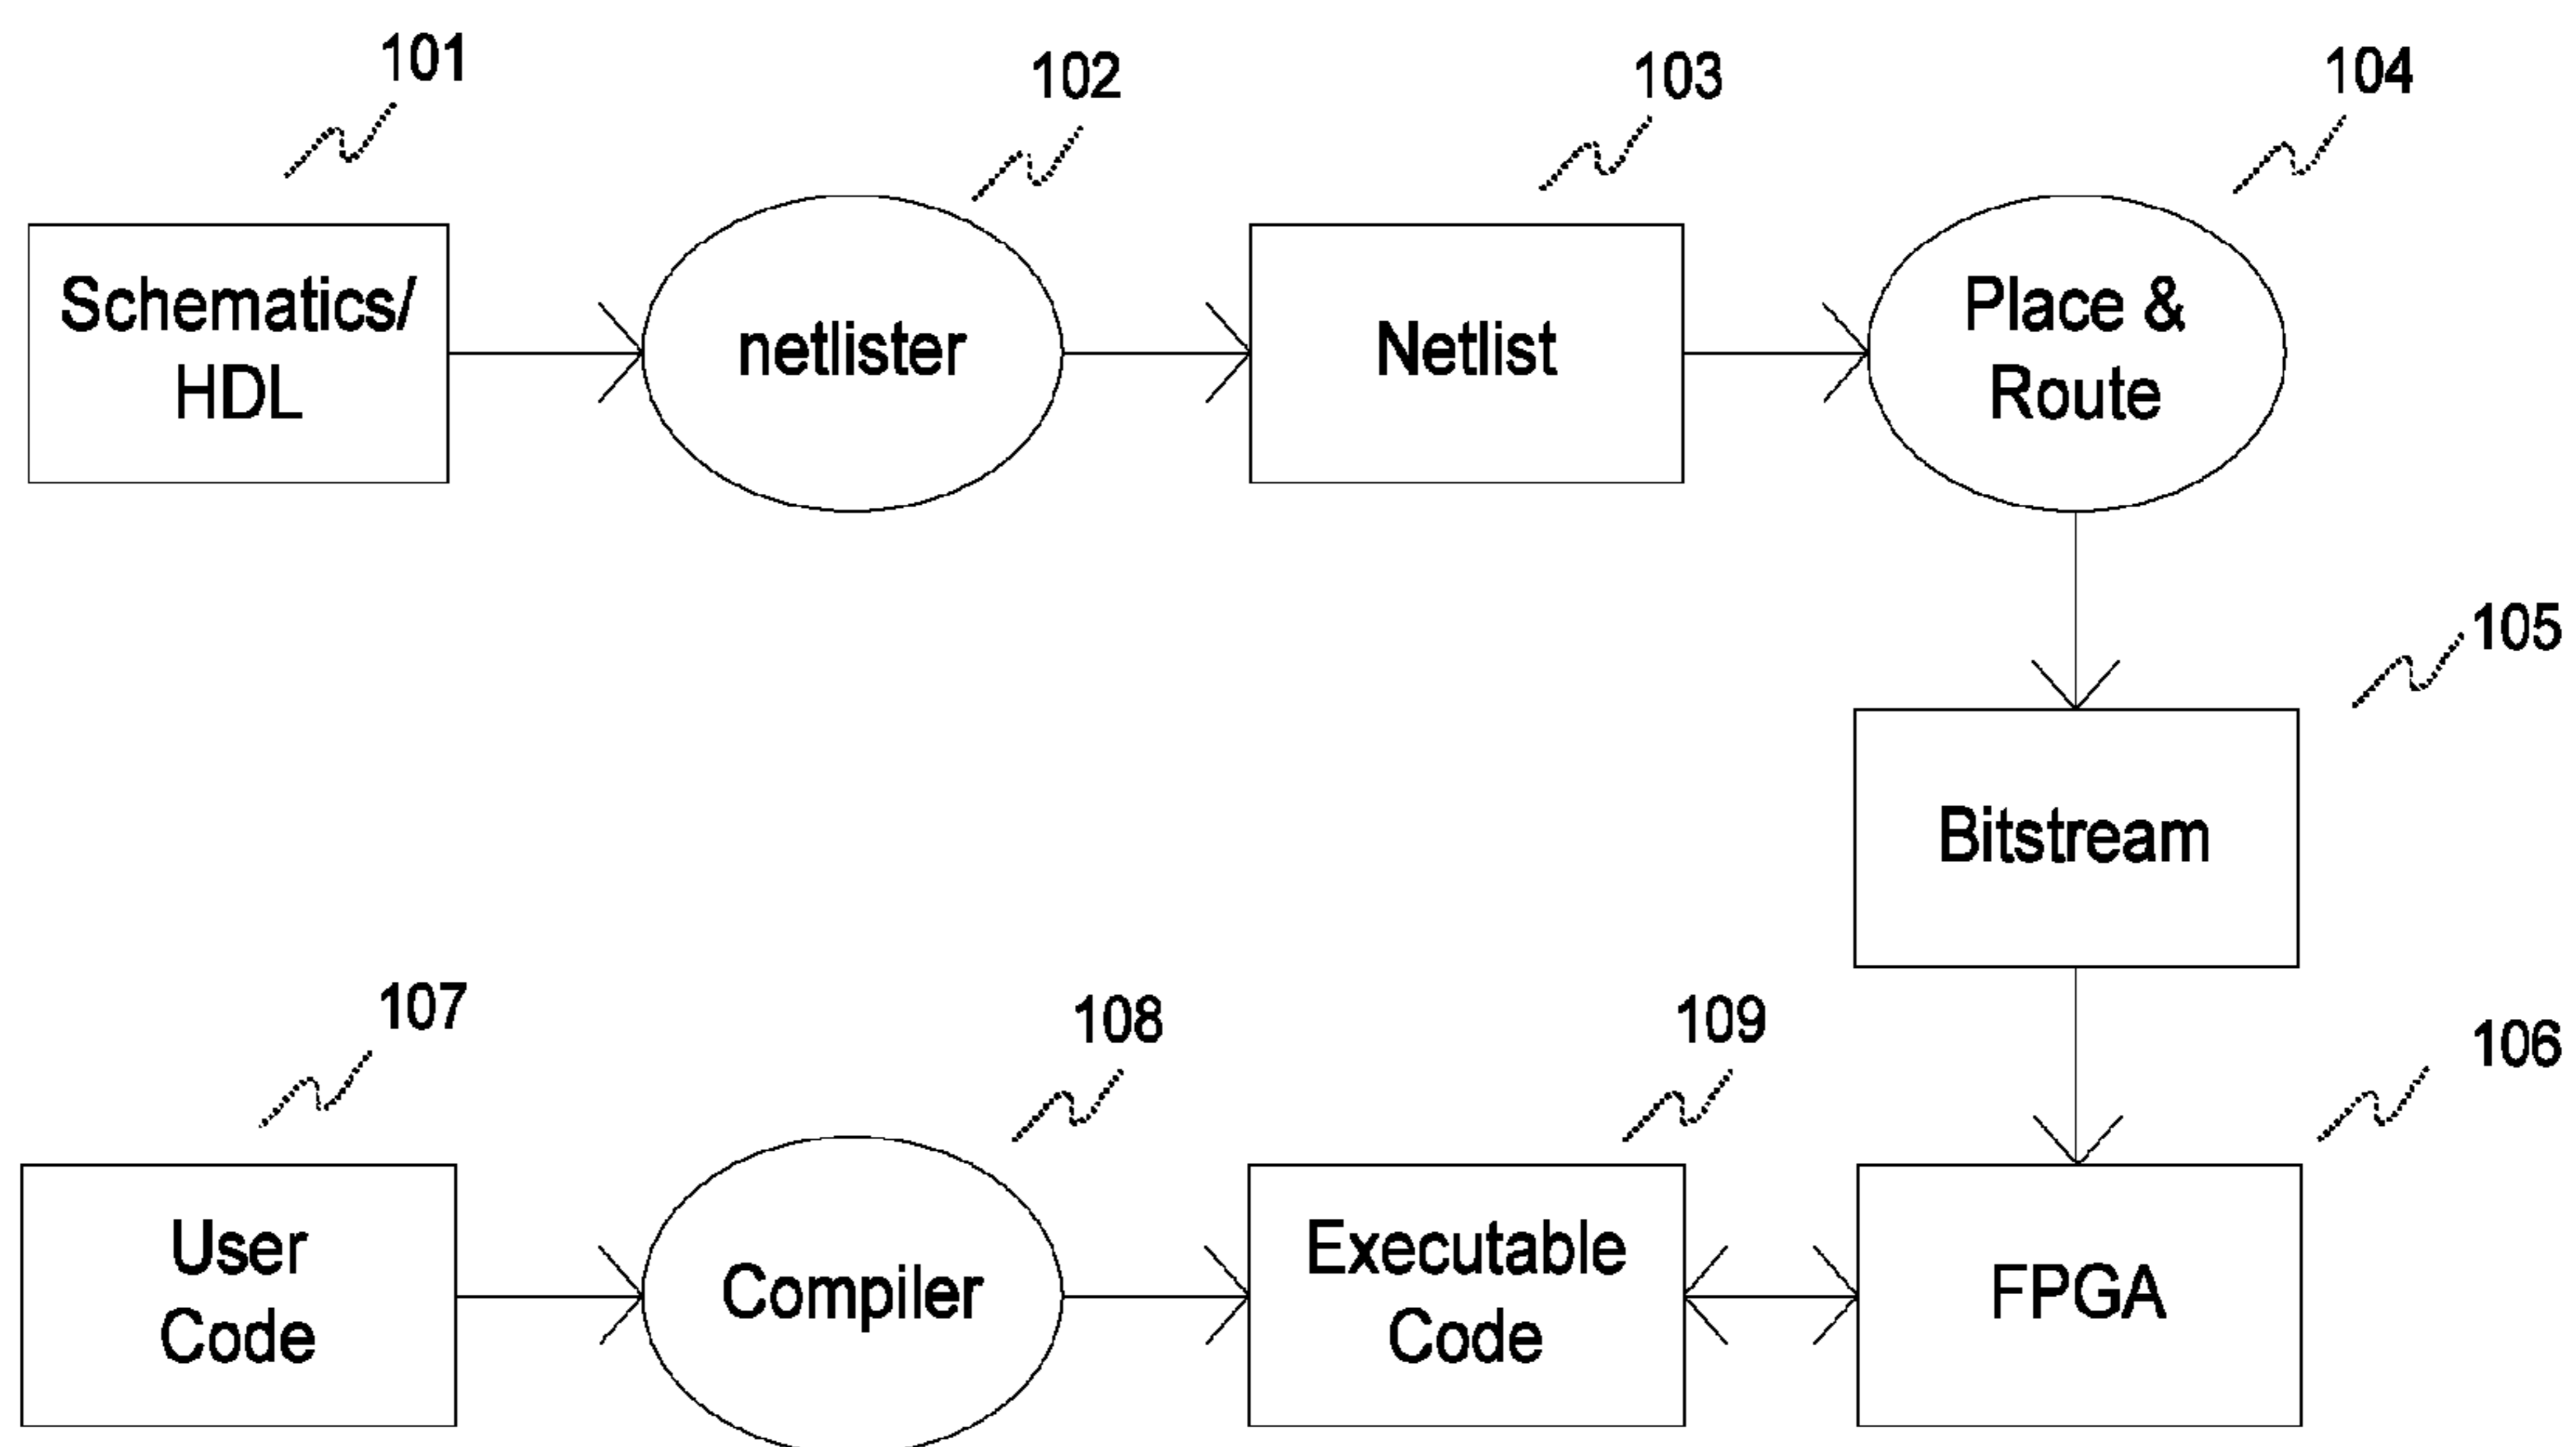 101
102
103
104
Schematics/
HDL
netlister
Netlist
Place &
Route
105
Bitstream
107
108
109
106
User
Code
Compiler
Executable
Code
FPGA